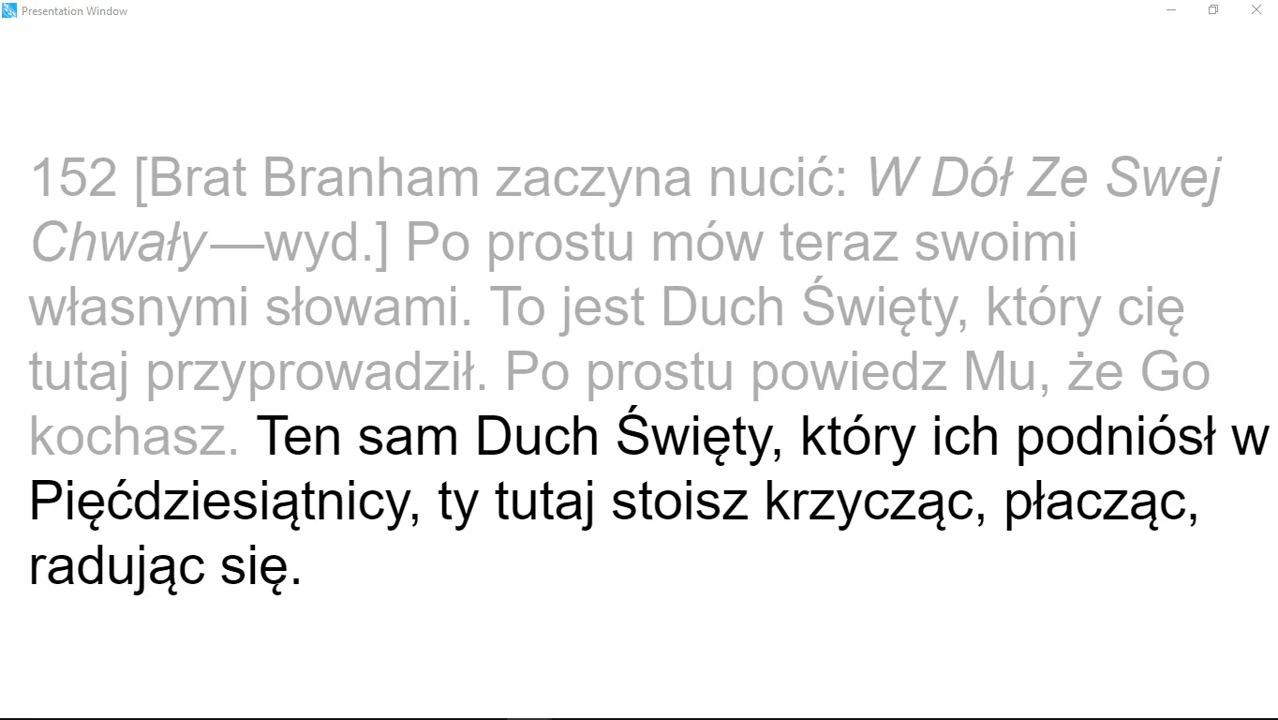 Presentation Window
152 [Brat Branham zaczyna nucić: W Dół Ze Swej
Chwały—wyd.] Po prostu mów teraz swoimi
własnymi słowami. To jest Duch Święty, który cię
tutaj przyprowadził. Po prostu powiedz Mu, że Go
kochasz. Ten sam Duch Święty, który ich podniósł w
Pięćdziesiątnicy, ty tutaj stoisz krzycząc, płacząc,
radując się.